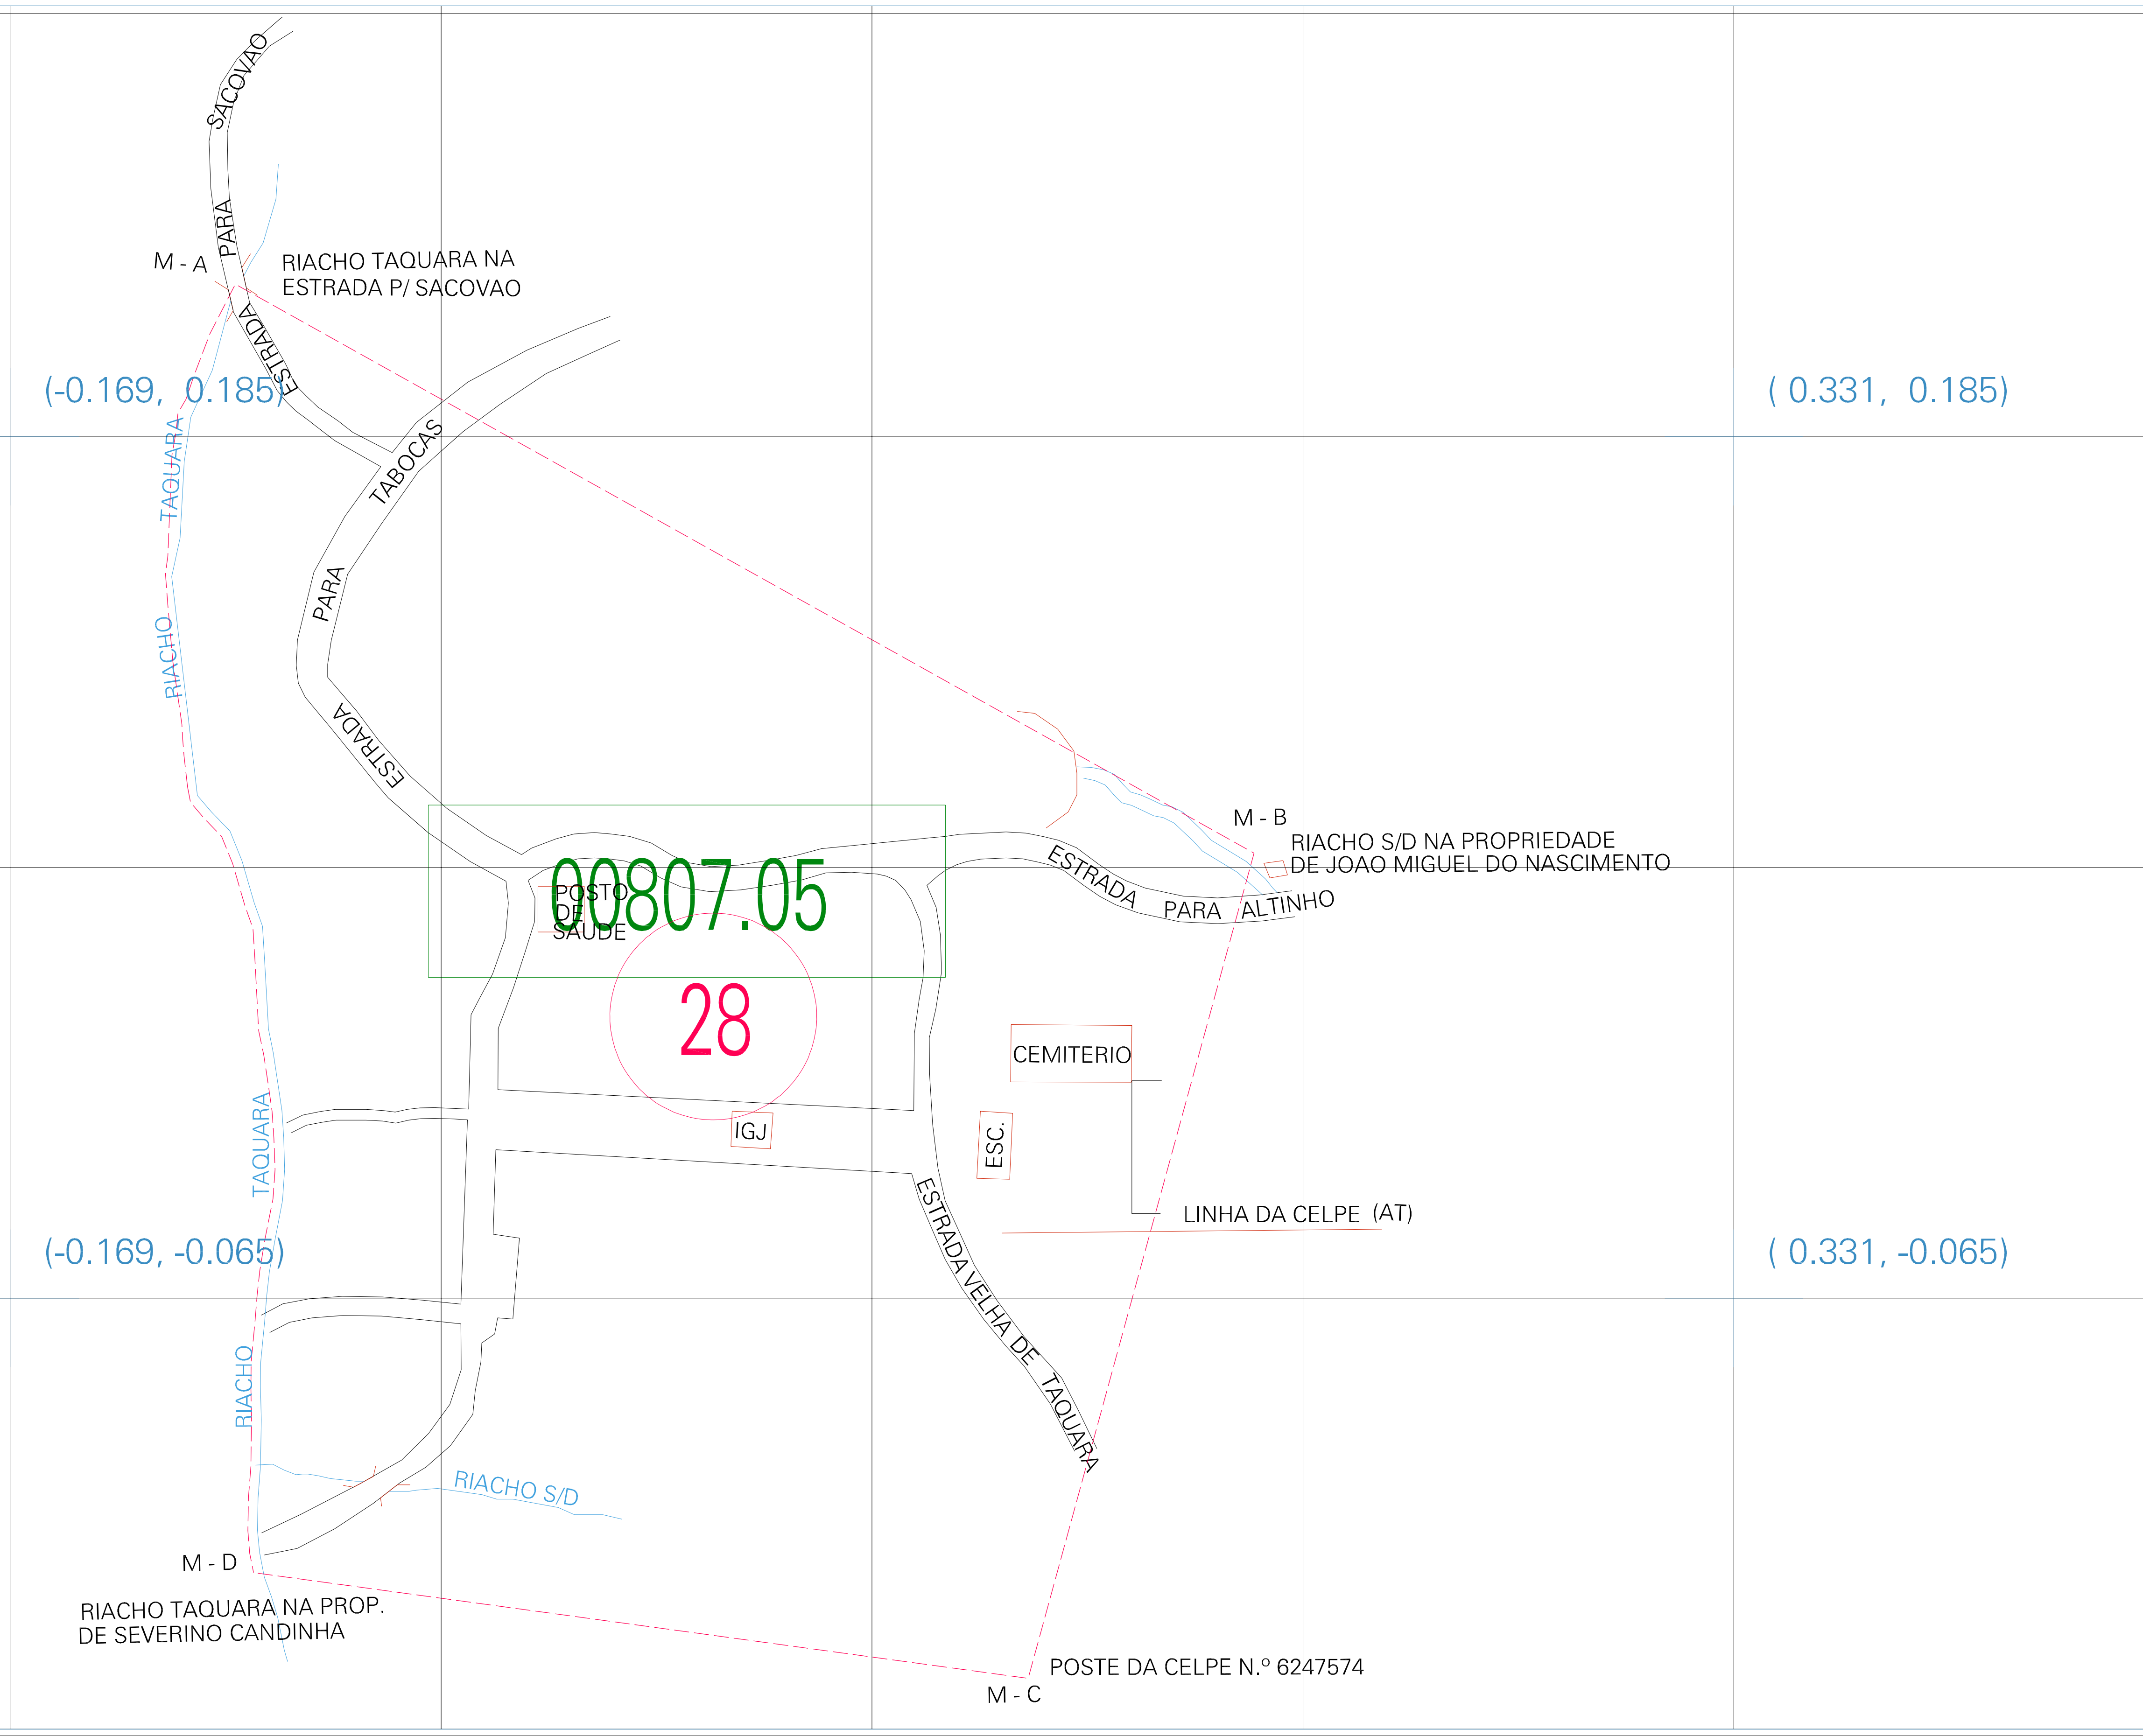 SACOVAO
PARA
ESTRADA
M - A
RIACHO TAQUARA NA
ESTRADA P/ SACOVAO
(-0.169,  0.185)
( 0.331,  0.185)
TAQUARA
RIACHO
TABOCAS
PARA
ESTRADA
M - B
RIACHO S/D NA PROPRIEDADE
DE JOAO MIGUEL DO NASCIMENTO
ESTRADA PARA ALTINHO
00807.05
POSTO
DE
SAUDE
28
CEMITERIO
IGJ
ESC.
LINHA DA CELPE (AT)
ESTRADA VELHA DE TAQUARA
TAQUARA
RIACHO
(-0.169, -0.065)
( 0.331, -0.065)
RIACHO S/D
M - D
RIACHO TAQUARA NA PROP.
DE SEVERINO CANDINHA
POSTE DA CELPE N.º 6247574
M - C